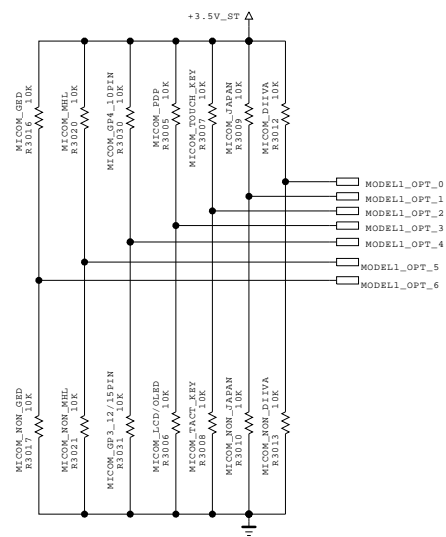 +3.5V_ST
MICOM_GED
R3016 10K
MICOM_MHL
R3020 10K
MICOM_GP4_10PIN
R3030 10K
MICOM_PDP
R3005 10K
MICOM_TOUCH_KEY
R3007 10K
MICOM_JAPAN
R3009 10K
MICOM_DIIVA
R3012 10K
MODEL1_OPT_0
MODEL1_OPT_1
MODEL1_OPT_2
MODEL1_OPT_3
MODEL1_OPT_4
MODEL1_OPT_5
MODEL1_OPT_6
MICOM_NON_GED
R3017 10K
MICOM_NON_MHL
R3021 10K
MICOM_GP3_12/15PIN
R3031 10K
MICOM_LCD/OLED
R3006 10K
MICOM_TACT_KEY
R3008 10K
MICOM_NON_JAPAN
R3010 10K
MICOM_NON_DIIVA
R3013 10K